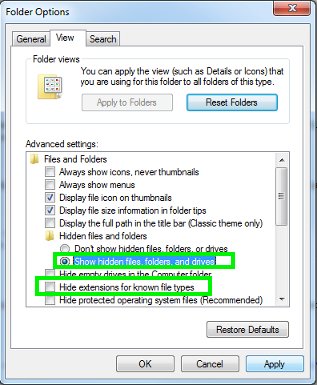 Folder Options
General
View
Search
Folder views
You can apply the view (such as Details or Icons) that
you are using for this folder to all folders of this type.
Apply to Folders
Reset Folders
Advanced settings:
Files and Folders
Always show icons, never thumbnails
Always show menus
Display file icon on thumbnails
Display file size information in folder tips
Display the full path in the title bar (Classic theme only)
Hidden files and folders
Don't show hidden files, folders, or drives
Show hidden files, folders, and drives
Hide empty drives in the Computer folder
Hide extensions for known file types
Hide protected operating system files (Recommended)
Restore Defaults
OK
Cancel
Apply